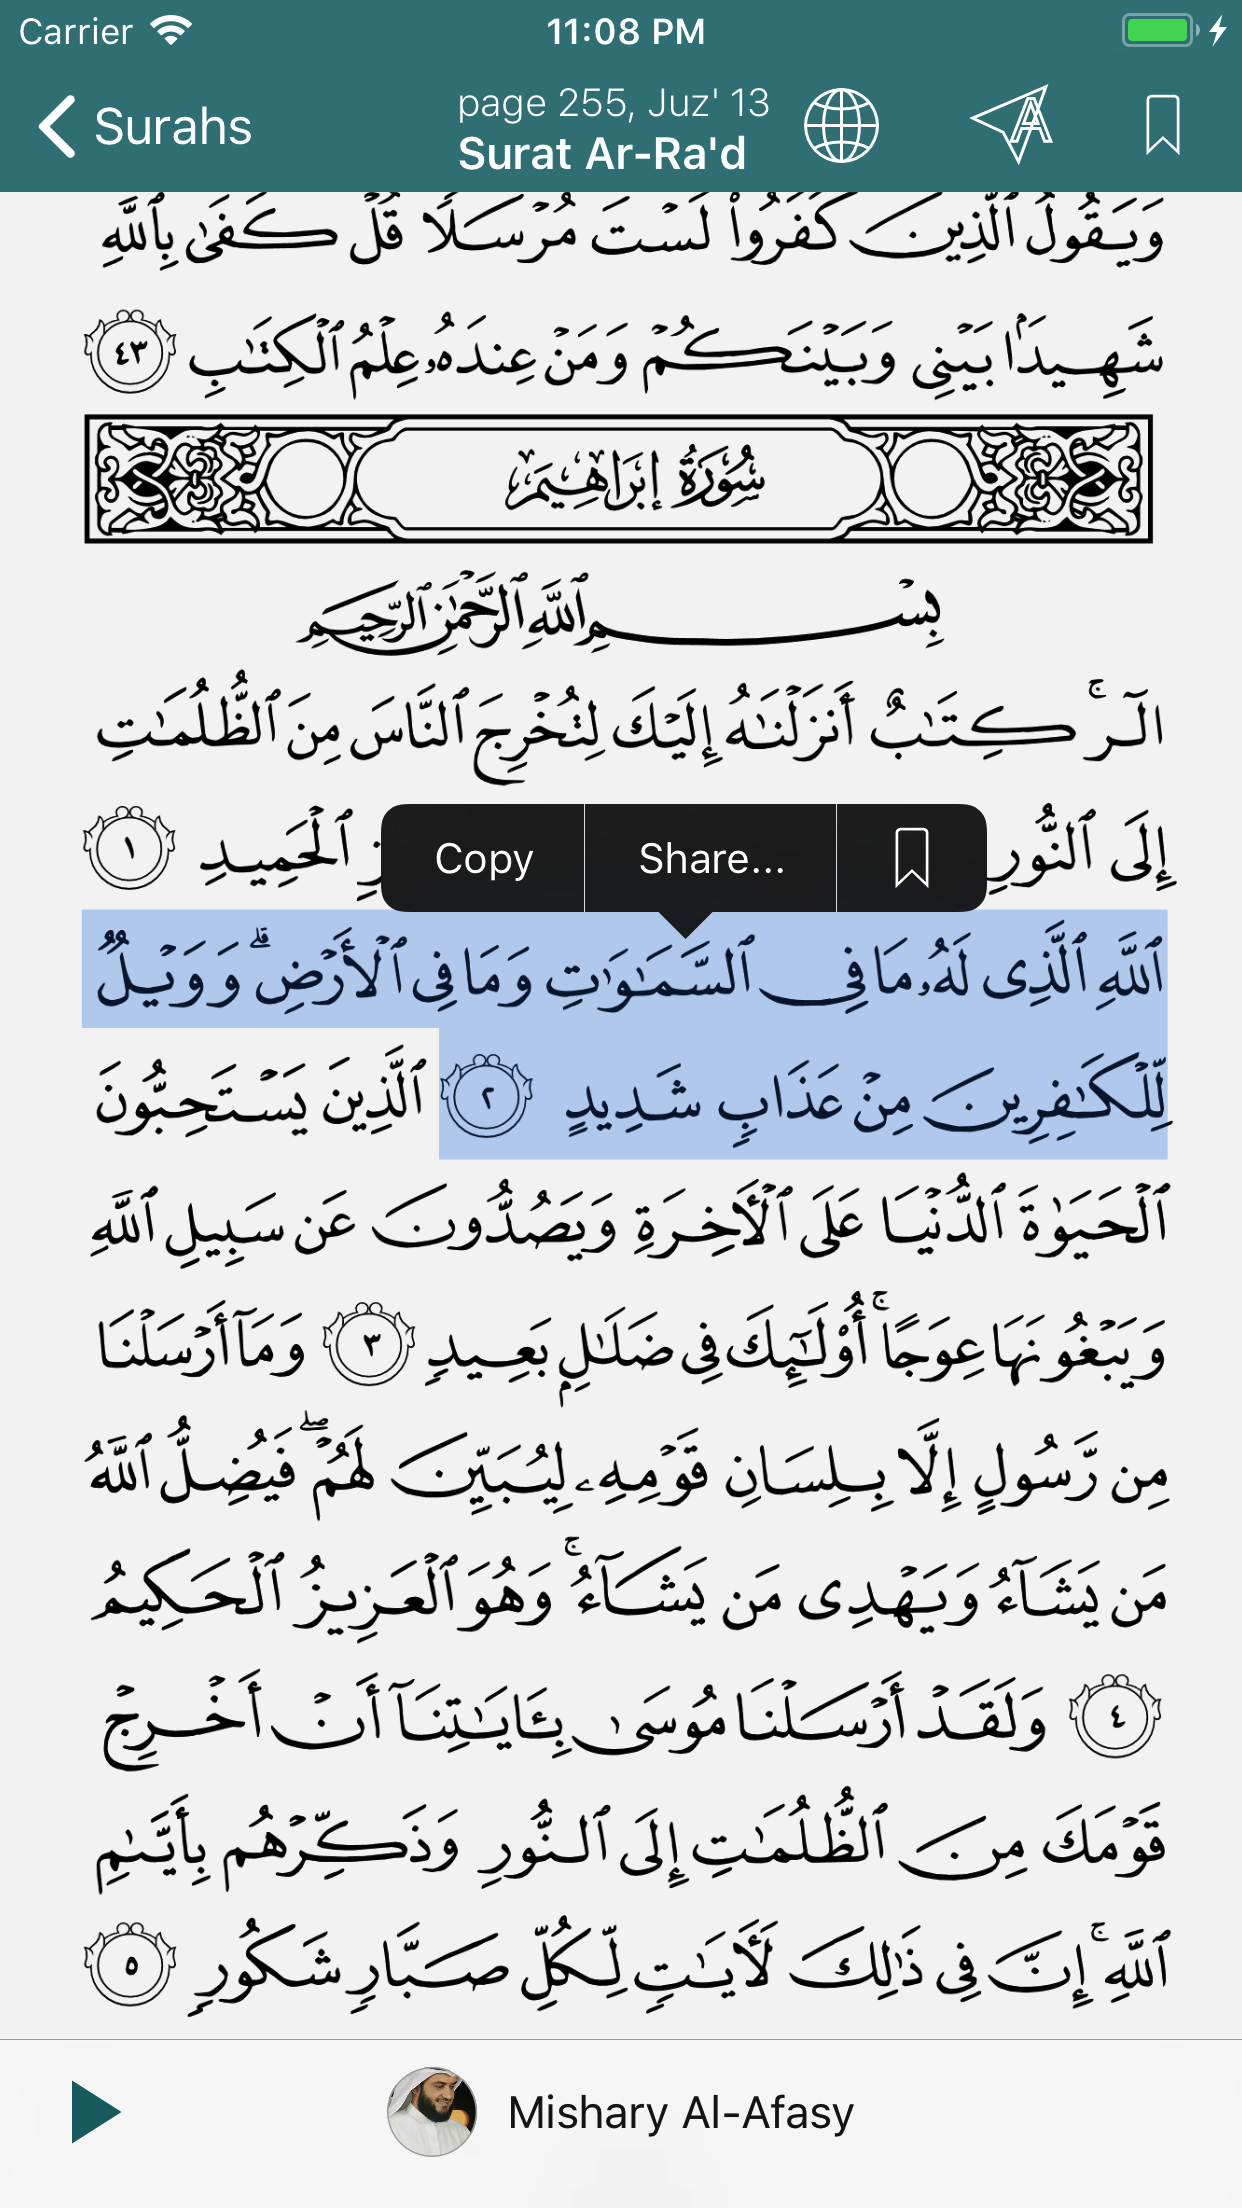 Carrier 11:08 PM
Surahs
page 255, Juz' 13
Surat Ar-Ra'd
وَيَقُولُ ٱلَّذِينَ كَفَرُوا۟ لَسْتَ مُرْسَلًا قُلْ كَفَىٰ بِٱللَّهِ
شَهِيدًۢا بَيْنِى وَبَيْنَكُمْ وَمَنْ عِندَهُۥ عِلْمُ ٱلْكِتَـٰبِ ٤٣
سُورَةُ إِبْرَاهِيمَ
بِسْمِ ٱللَّهِ ٱلرَّحْمَـٰنِ ٱلرَّحِيمِ
الٓر ۚ كِتَـٰبٌ أَنزَلْنَـٰهُ إِلَيْكَ لِتُخْرِجَ ٱلنَّاسَ مِنَ ٱلظُّلُمَـٰتِ
إِلَى ٱلنُّورِ زِ ٱلْحَمِيدِ ١
Copy Share...
ٱللَّهِ ٱلَّذِى لَهُۥ مَا فِى ٱلسَّمَـٰوَٰتِ وَمَا فِى ٱلْأَرْضِ ۗ وَوَيْلٌ
لِّلْكَـٰفِرِينَ مِنْ عَذَابٍ شَدِيدٍ ٢ ٱلَّذِينَ يَسْتَحِبُّونَ
ٱلْحَيَوٰةَ ٱلدُّنْيَا عَلَى ٱلْـَٔاخِرَةِ وَيَصُدُّونَ عَن سَبِيلِ ٱللَّهِ
وَيَبْغُونَهَا عِوَجًا ۚ أُو۟لَـٰٓئِكَ فِى ضَلَـٰلٍۭ بَعِيدٍ ٣ وَمَآ أَرْسَلْنَا
مِن رَّسُولٍ إِلَّا بِلِسَانِ قَوْمِهِۦ لِيُبَيِّنَ لَهُمْ ۖ فَيُضِلُّ ٱللَّهُ
مَن يَشَآءُ وَيَهْدِى مَن يَشَآءُ ۚ وَهُوَ ٱلْعَزِيزُ ٱلْحَكِيمُ
٤ وَلَقَدْ أَرْسَلْنَا مُوسَىٰ بِـَٔايَـٰتِنَآ أَنْ أَخْرِجْ
قَوْمَكَ مِنَ ٱلظُّلُمَـٰتِ إِلَى ٱلنُّورِ وَذَكِّرْهُم بِأَيَّىٰمِ
ٱللَّهِ ۚ إِنَّ فِى ذَٰلِكَ لَـَٔايَـٰتٍ لِّكُلِّ صَبَّارٍ شَكُورٍ ٥
Mishary Al-Afasy